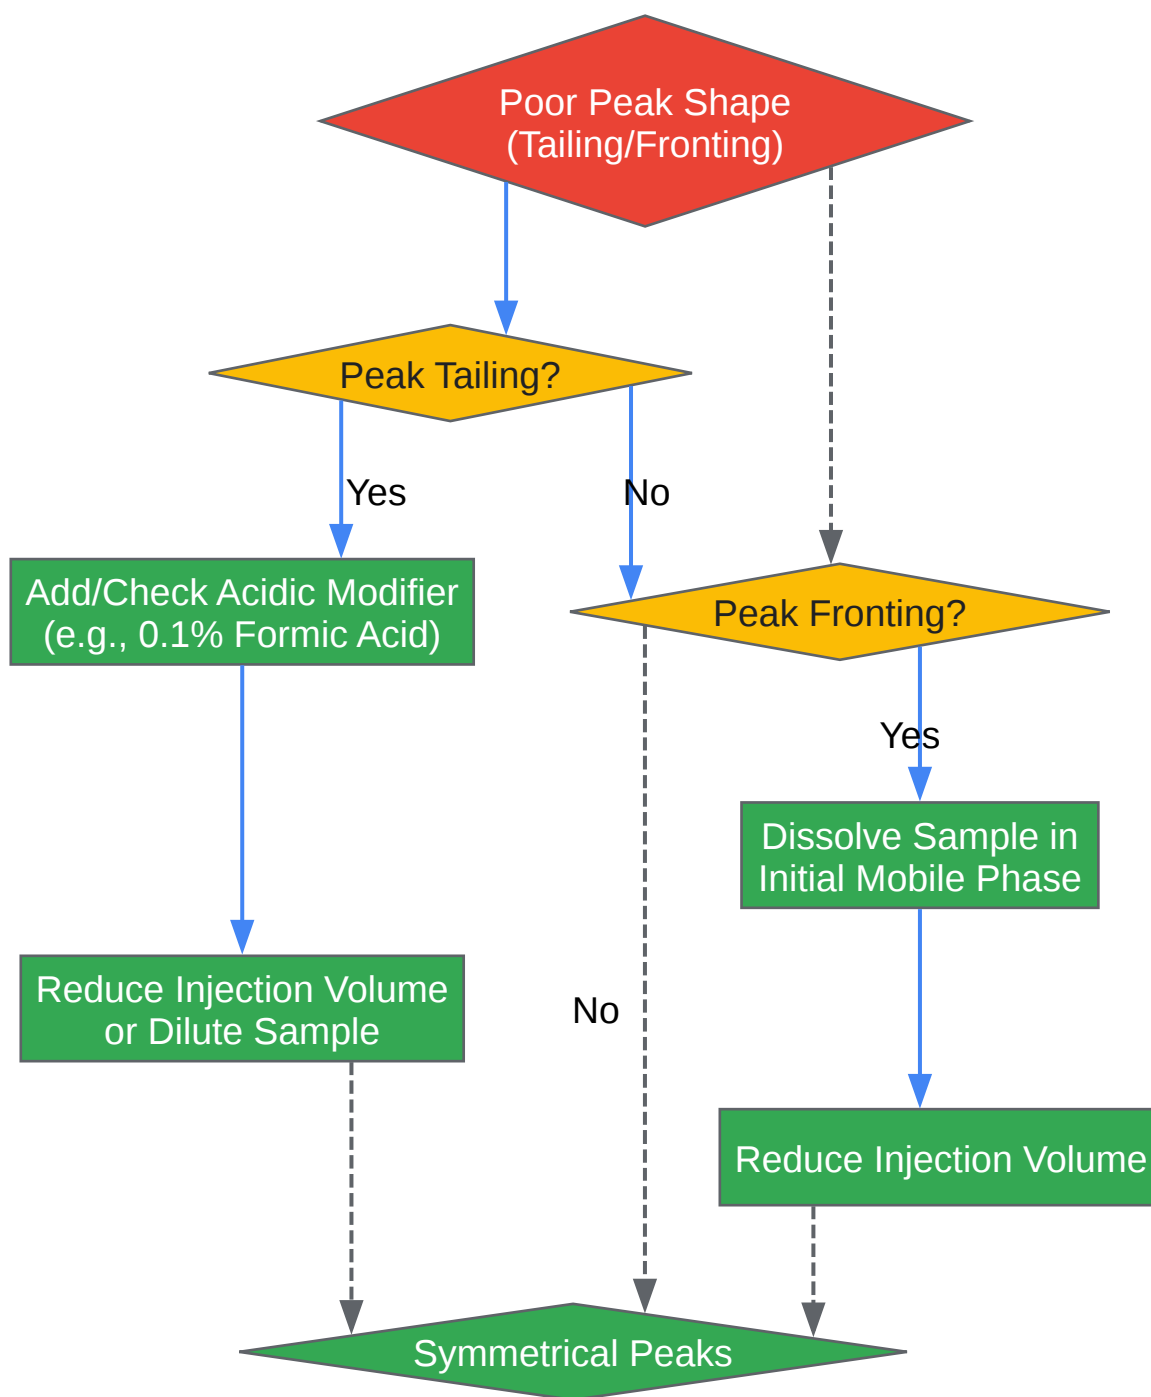 Poor Peak Shape
(Tailing/Fronting)
Peak Tailing?
Yes
No
Add/Check Acidic Modifier
(e.g., 0.1% Formic Acid)
Peak Fronting?
Yes
Dissolve Sample in
Initial Mobile Phase
Reduce Injection Volume
or Dilute Sample
No
Reduce Injection Volume
Symmetrical Peaks